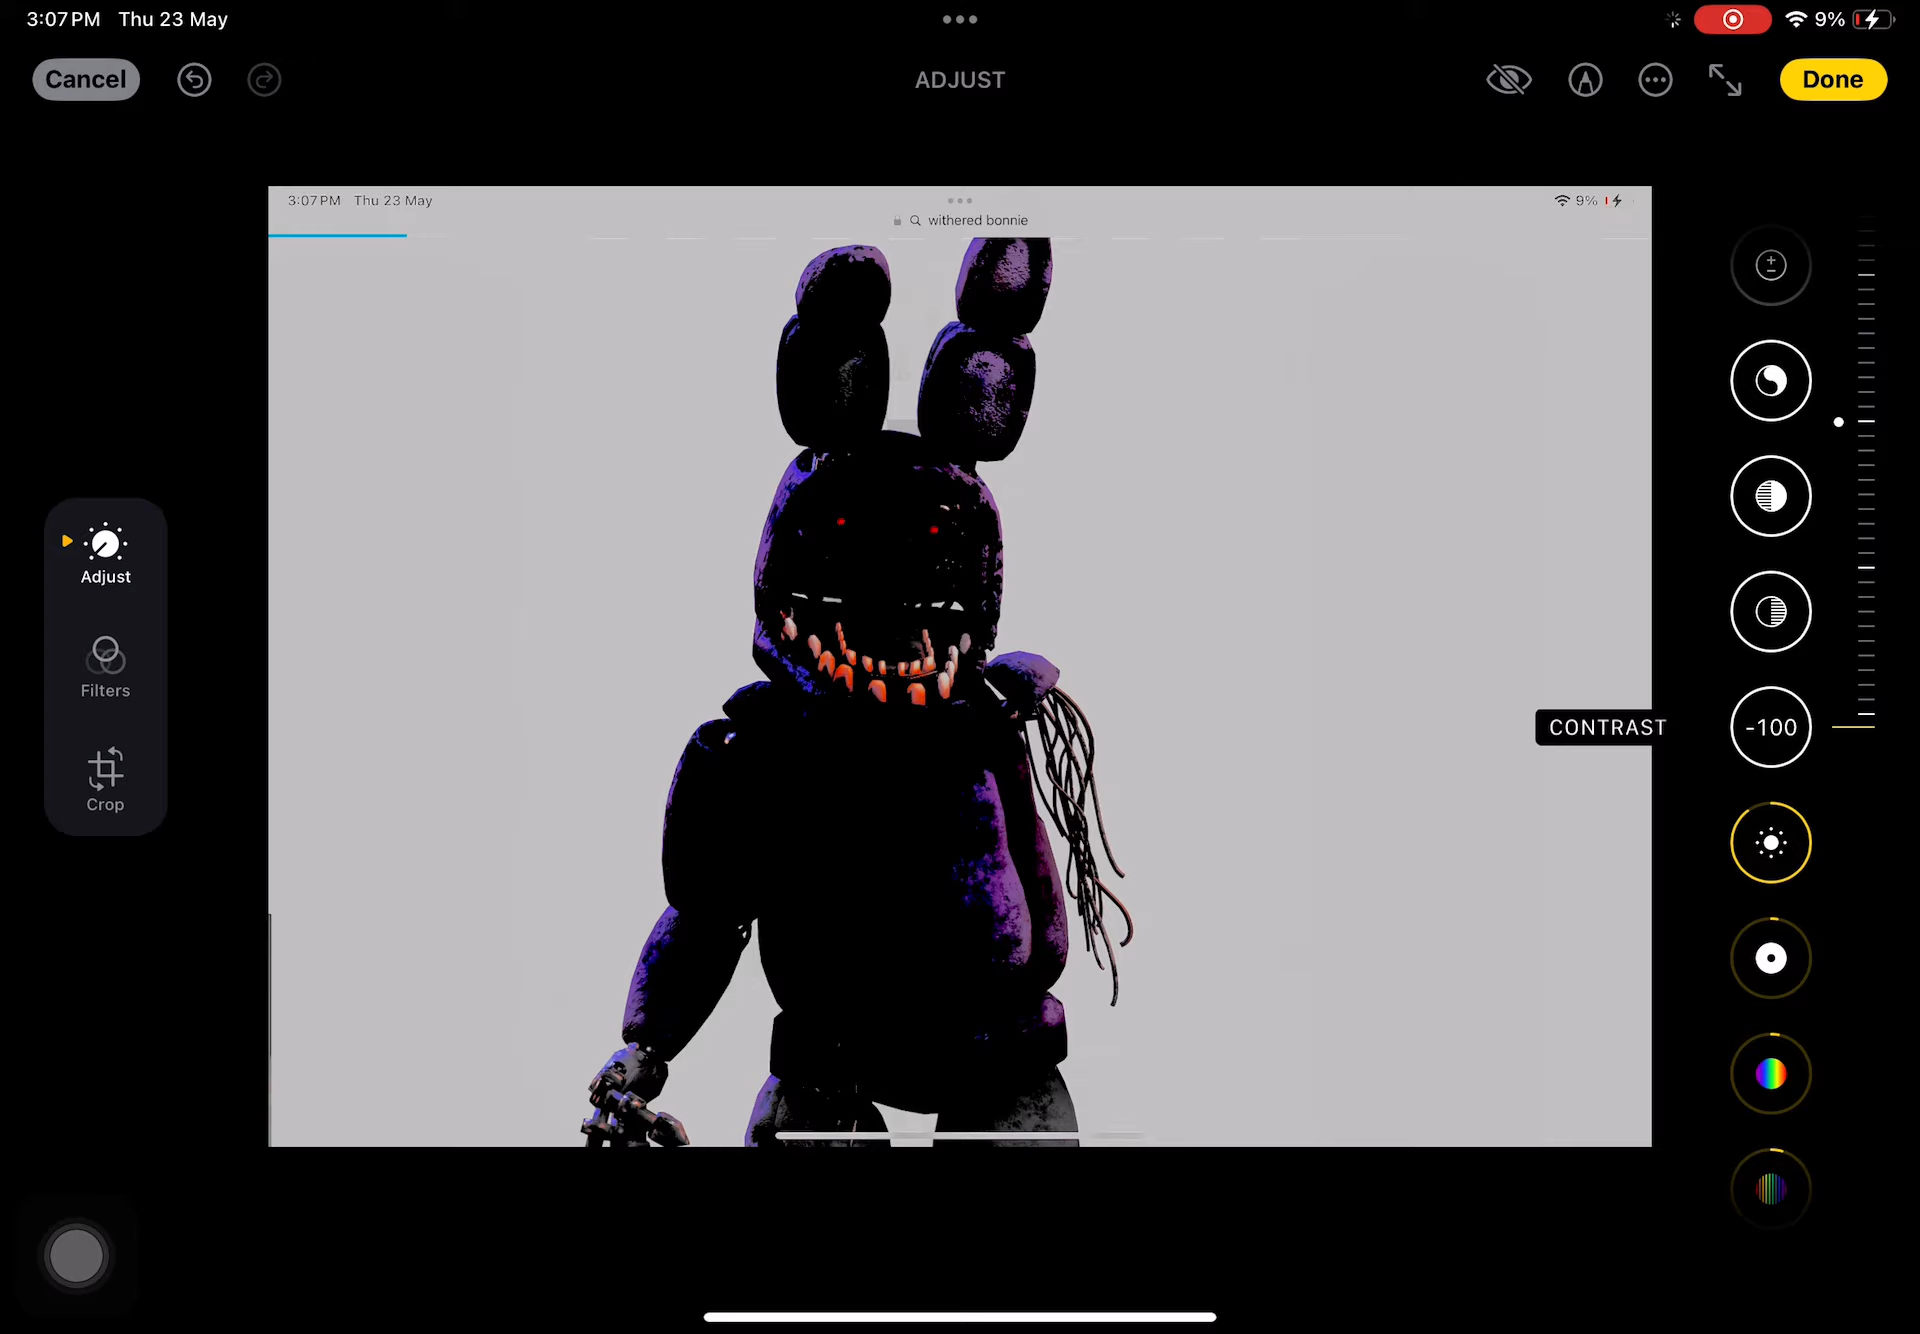 3:07 PM Thu 23 May
9%
Cancel
ADJUST
Done
3:07 PM Thu 23 May
9%
withered bonnie
Adjust
Filters
Crop
CONTRAST
-100